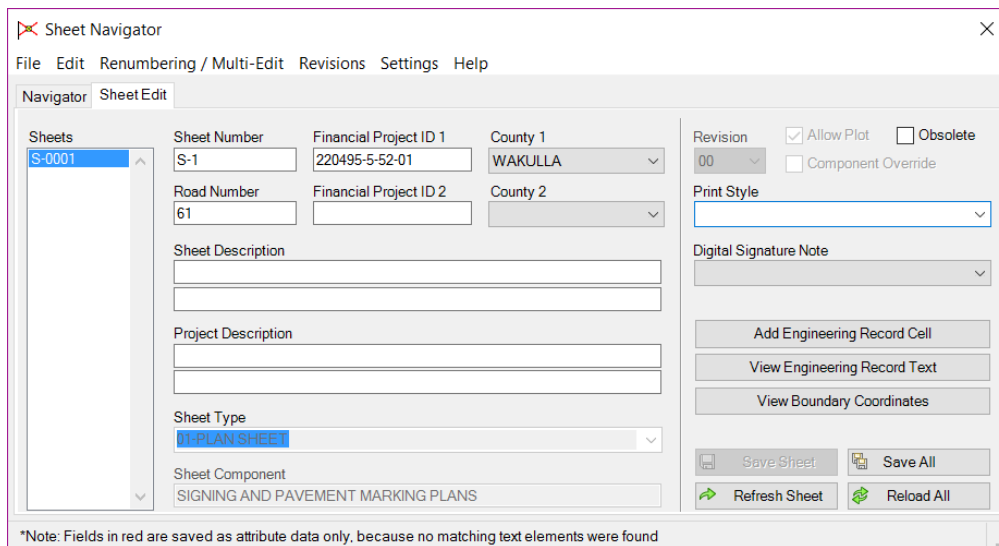 Sheet Navigator
File Edit Renumbering / Multi-Edit Revisions Settings Help
Navigator Sheet Edit
Sheets
S-0001
Sheet Number Financial Project ID 1 County 1
S-1 220495-5-52-01 WAKULLA
Road Number Financial Project ID 2 County 2
61
Sheet Description
Project Description
Sheet Type
01-PLAN SHEET
Sheet Component
SIGNING AND PAVEMENT MARKING PLANS
Revision Allow Plot Obsolete
00 Component Override
Print Style
Digital Signature Note
Add Engineering Record Cell
View Engineering Record Text
View Boundary Coordinates
Save Sheet Save All
Refresh Sheet Reload All
*Note: Fields in red are saved as attribute data only, because no matching text elements were found